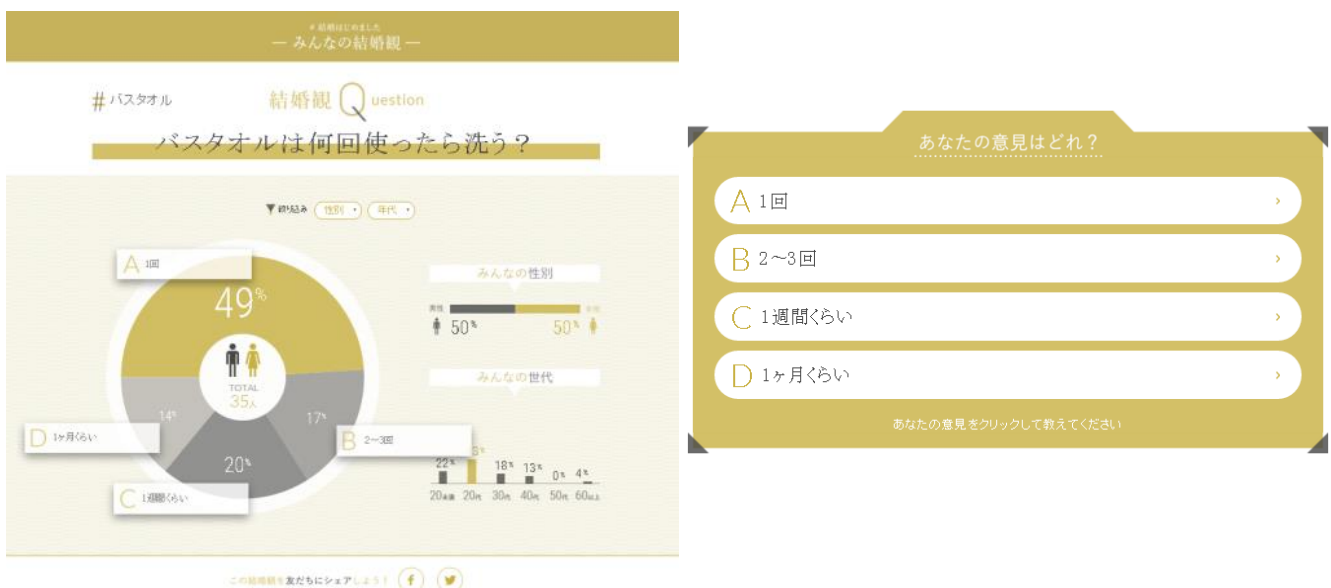 # 結婚はじめました
― みんなの結婚観 ―
# バスタオル
結婚観 Question
バスタオルは何回使ったら洗う？
絞り込み 性別 年代
A 1回
49%
TOTAL
35人
14%
17%
D 1ヶ月くらい
B 2〜3回
20%
C 1週間くらい
みんなの性別
男性 女性
50% 50%
みんなの世代
22% 18% 13% 0% 4%
20未満 20代 30代 40代 50代 60以上
この結婚観を友だちにシェアしよう！
あなたの意見はどれ？
A 1回
B 2〜3回
C 1週間くらい
D 1ヶ月くらい
あなたの意見をクリックして教えてください